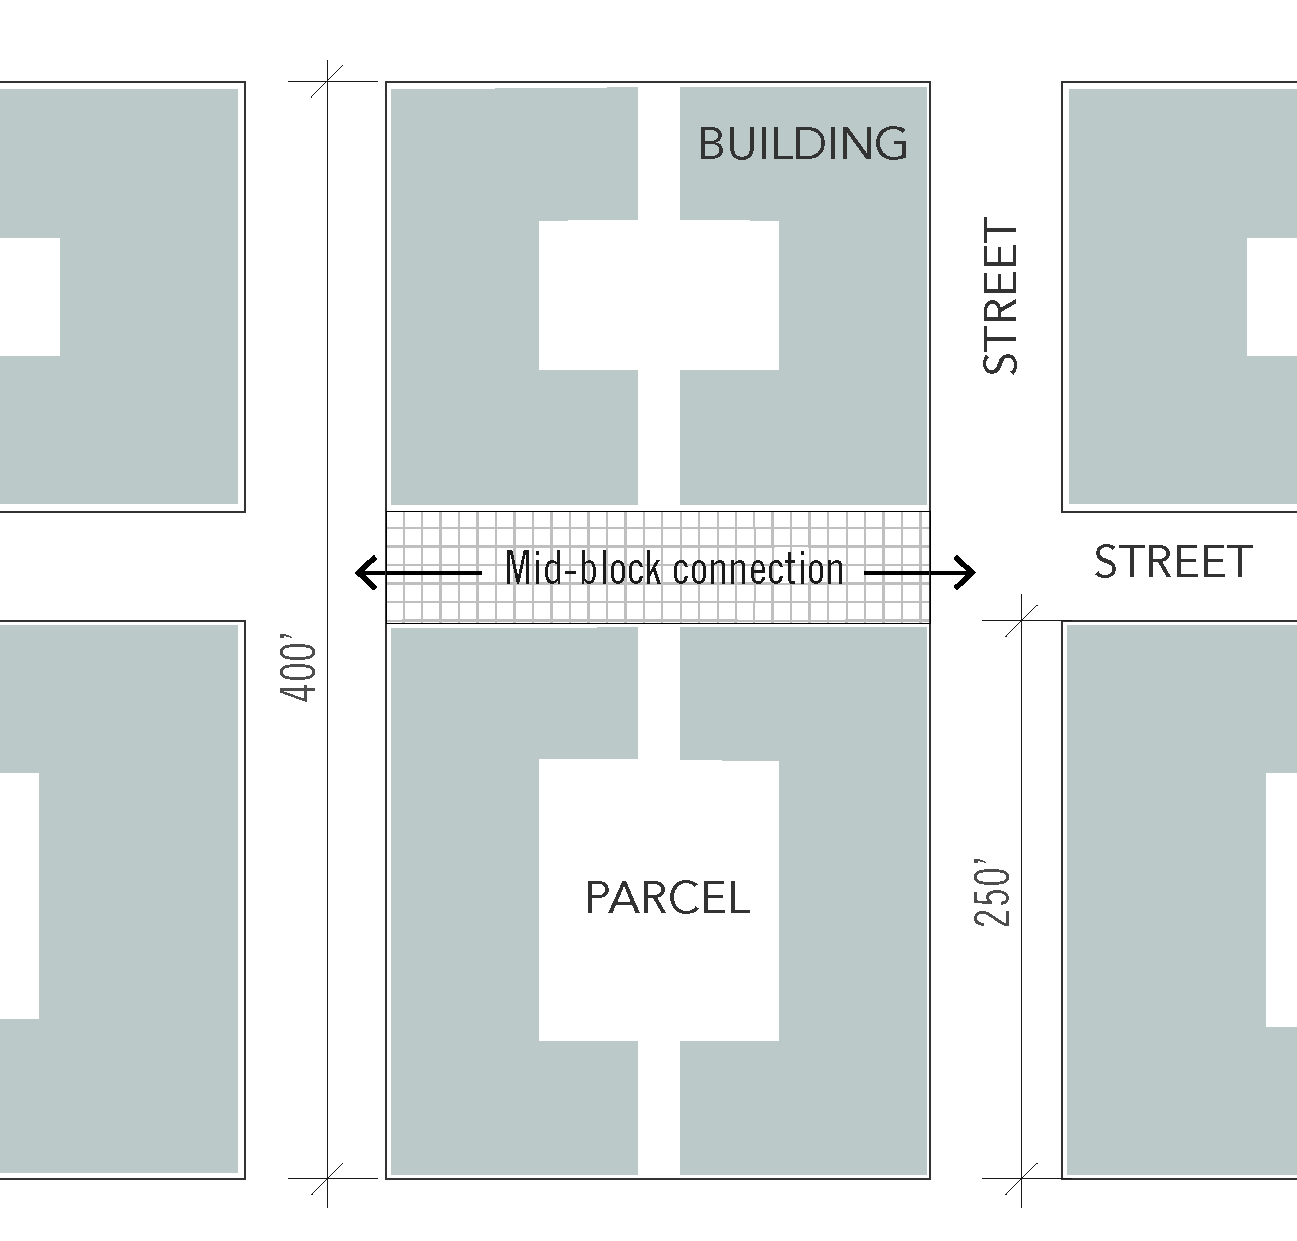 BUILDING
STREET
Mid-block connection
STREET
400’
250’
PARCEL